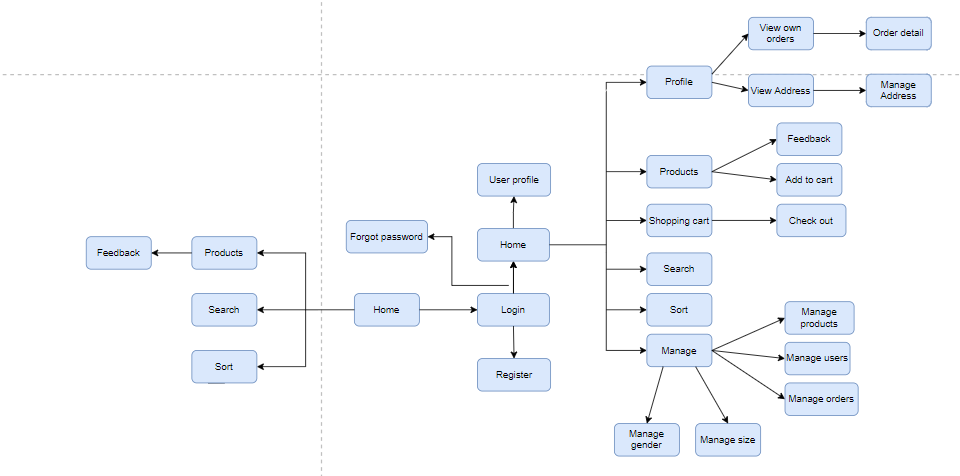 View own
orders
Order detail
Profile
View Address
Manage
Address
Feedback
Products
Add to cart
User profile
Shopping cart
Check out
Forgot password
Home
Feedback
Products
Search
Search
Home
Login
Sort
Manage
products
Manage
Manage users
Sort
Register
Manage orders
Manage
gender
Manage size